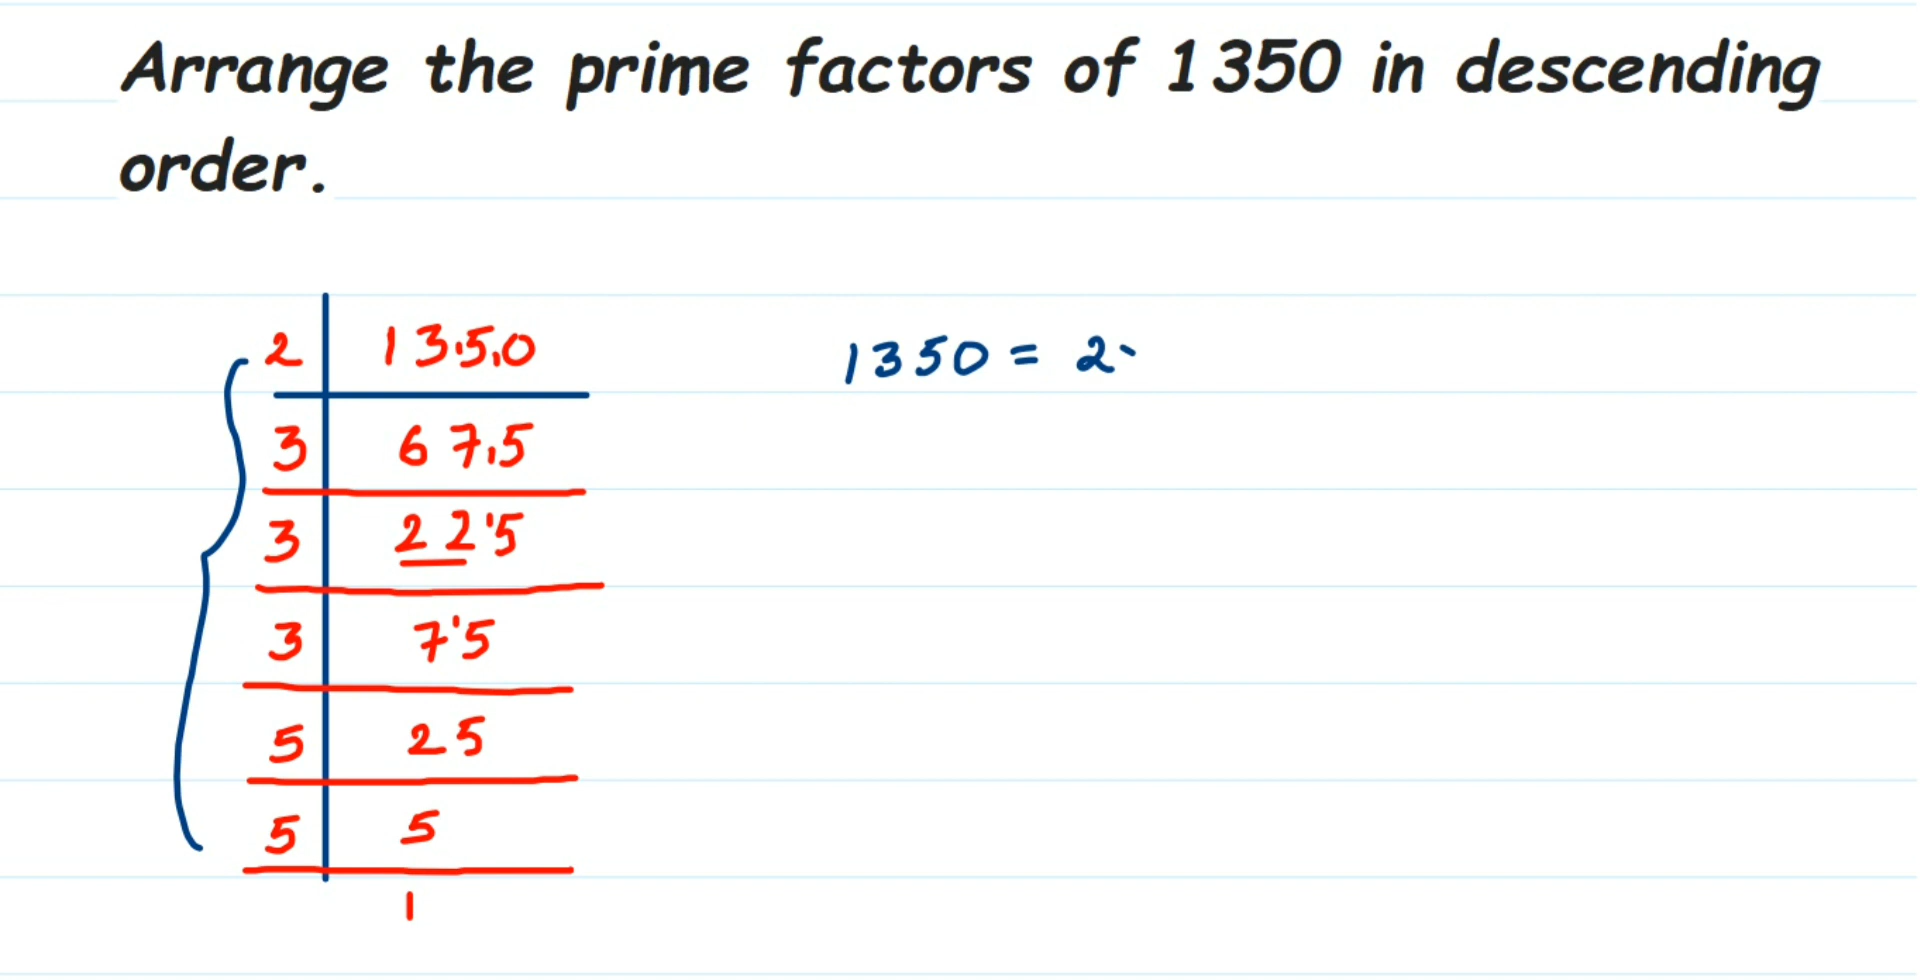 Arrange the prime factors of 1350 in descending
order.
2 | 1350
1350 = 2
3 | 675
3 | 225
3 | 75
5 | 25
5 | 5
1